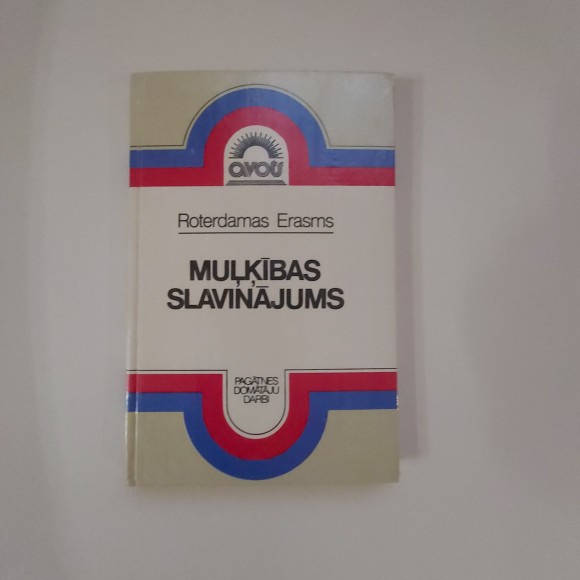 avots
Roterdamas Erasms
MUĻĶĪBAS
SLAVINĀJUMS
PAGĀTNES
DOMĀTĀJU
DARBI